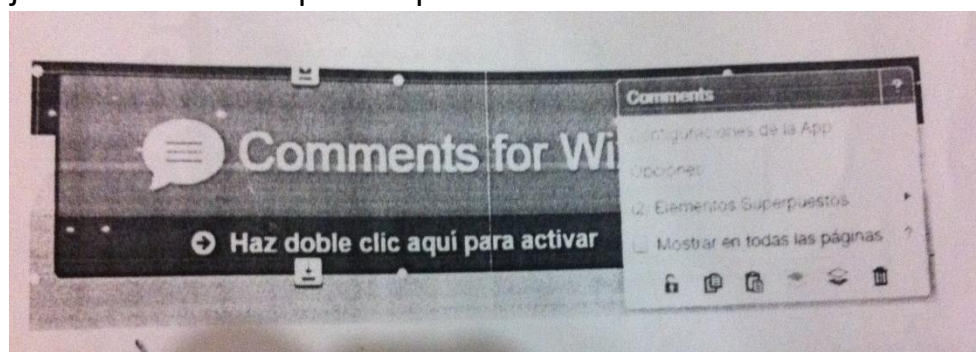 Comments for Wi
Haz doble clic aquí para activar
Comments ?
Configuraciones de la App
Opciones
(2) Elementos Superpuestos
Mostrar en todas las páginas ?